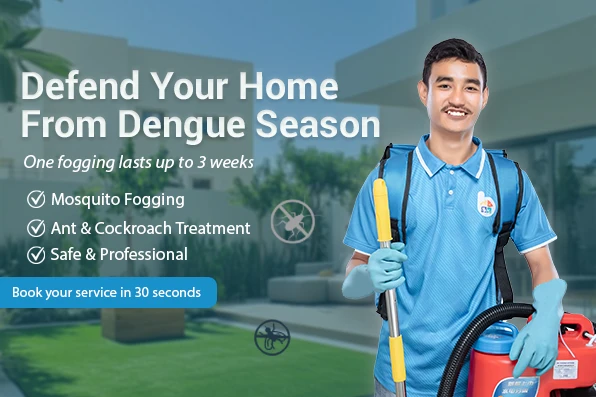 Defend Your Home
From Dengue Season
One fogging lasts up to 3 weeks
Mosquito Fogging
Ant & Cockroach Treatment
Safe & Professional
Book your service in 30 seconds